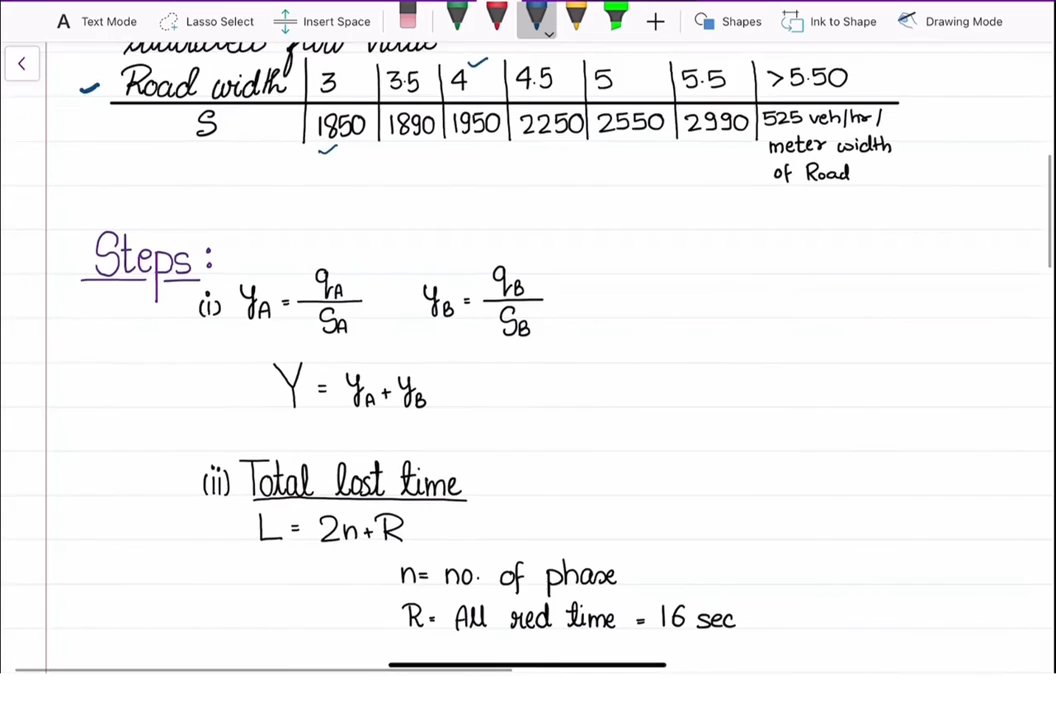 A Text Mode Lasso Select Insert Space Shapes Ink to Shape Drawing Mode
Road width 3 3.5 4 4.5 5 5.5 >5.50
S 1850 1890 1950 2250 2550 2990 525 veh/hr/
meter width
of Road
Steps:
(i) yA = qA/SA yB = qB/SB
Y = yA + yB
(ii) Total lost time
L = 2n+R
n= no. of phase
R= All red time = 16 sec